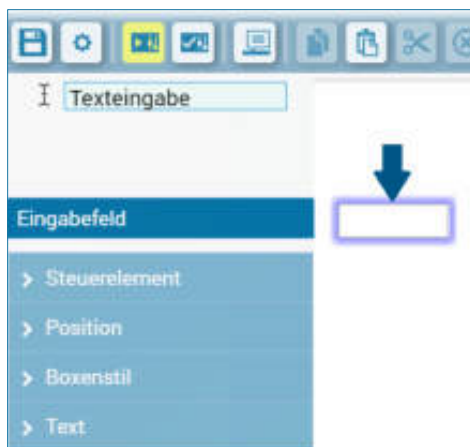 Texteingabe
Eingabefeld
Steuerelement
Position
Boxenstil
Text